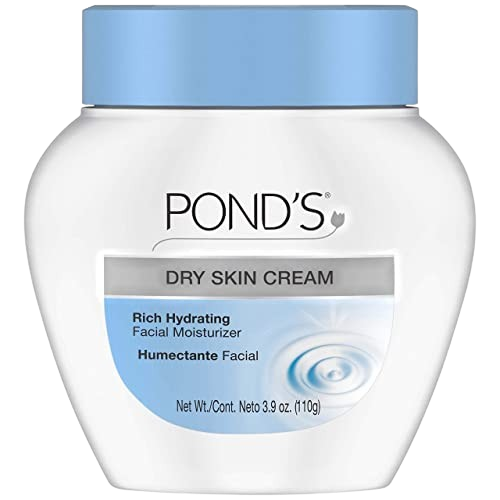 POND'S®
DRY SKIN CREAM
Rich Hydrating
Facial Moisturizer
Humectante Facial
Net Wt./Cont. Neto 3.9 oz. (110g)